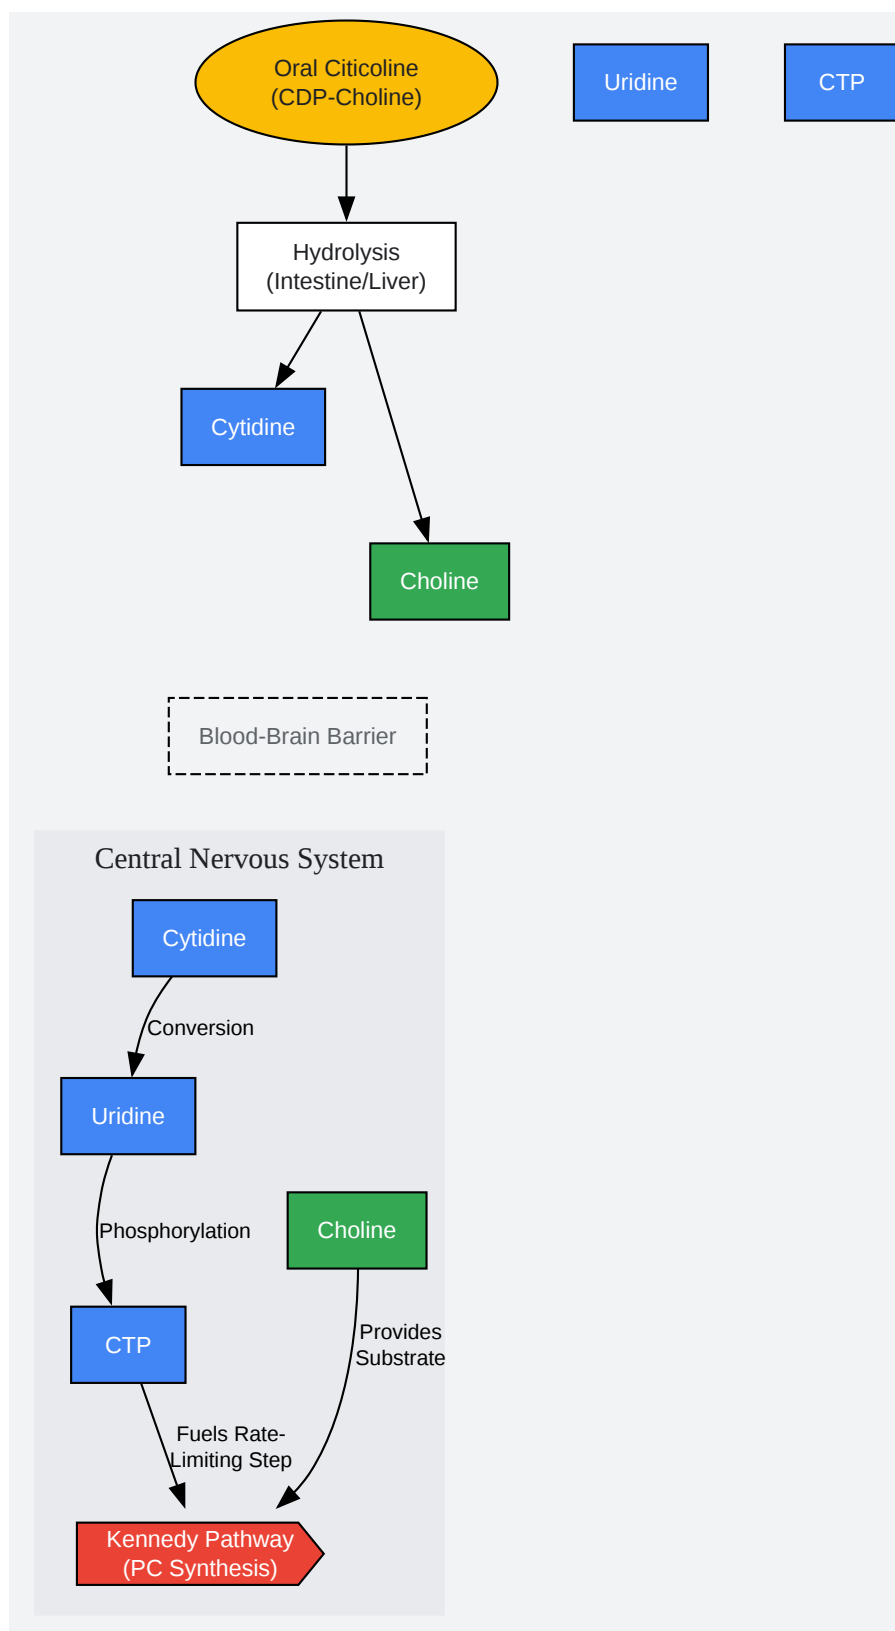 Oral Citicoline
(CDP-Choline)
Uridine
CTP
Hydrolysis
(Intestine/Liver)
Cytidine
Choline
Blood-Brain Barrier
Central Nervous System
Cytidine
Conversion
Uridine
Phosphorylation
Choline
CTP
Provides
Substrate
Fuels Rate-
Limiting Step
Kennedy Pathway
(PC Synthesis)